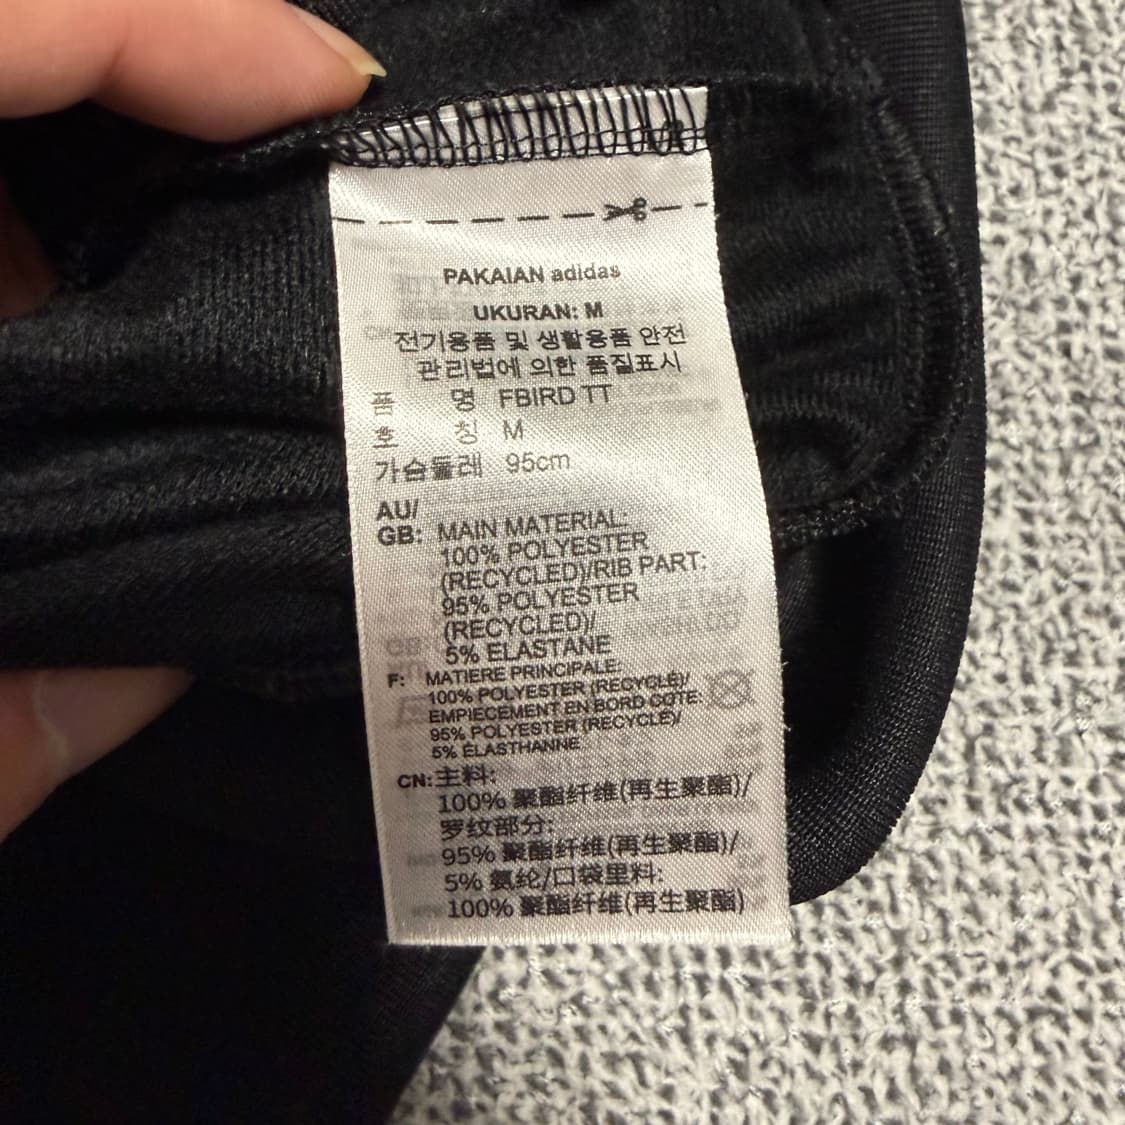 PAKAIAN adidas
UKURAN: M
전기용품 및 생활용품 안전
관리법에 의한 품질표시
품 명 FBIRD TT
호 칭 M
가슴둘레 95cm
AU/
GB: MAIN MATERIAL:
100% POLYESTER
(RECYCLED)/RIB PART:
95% POLYESTER
(RECYCLED)/
5% ELASTANE
F: MATIERE PRINCIPALE:
100% POLYESTER (RECYCLÉ)/
EMPIECEMENT EN BORD COTE:
95% POLYESTER (RECYCLÉ)/
5% ÉLASTHANNE
CN: 主料:
100% 聚酯纤维(再生聚酯)/
罗纹部分:
95% 聚酯纤维(再生聚酯)/
5% 氨纶/口袋里料:
100% 聚酯纤维(再生聚酯)